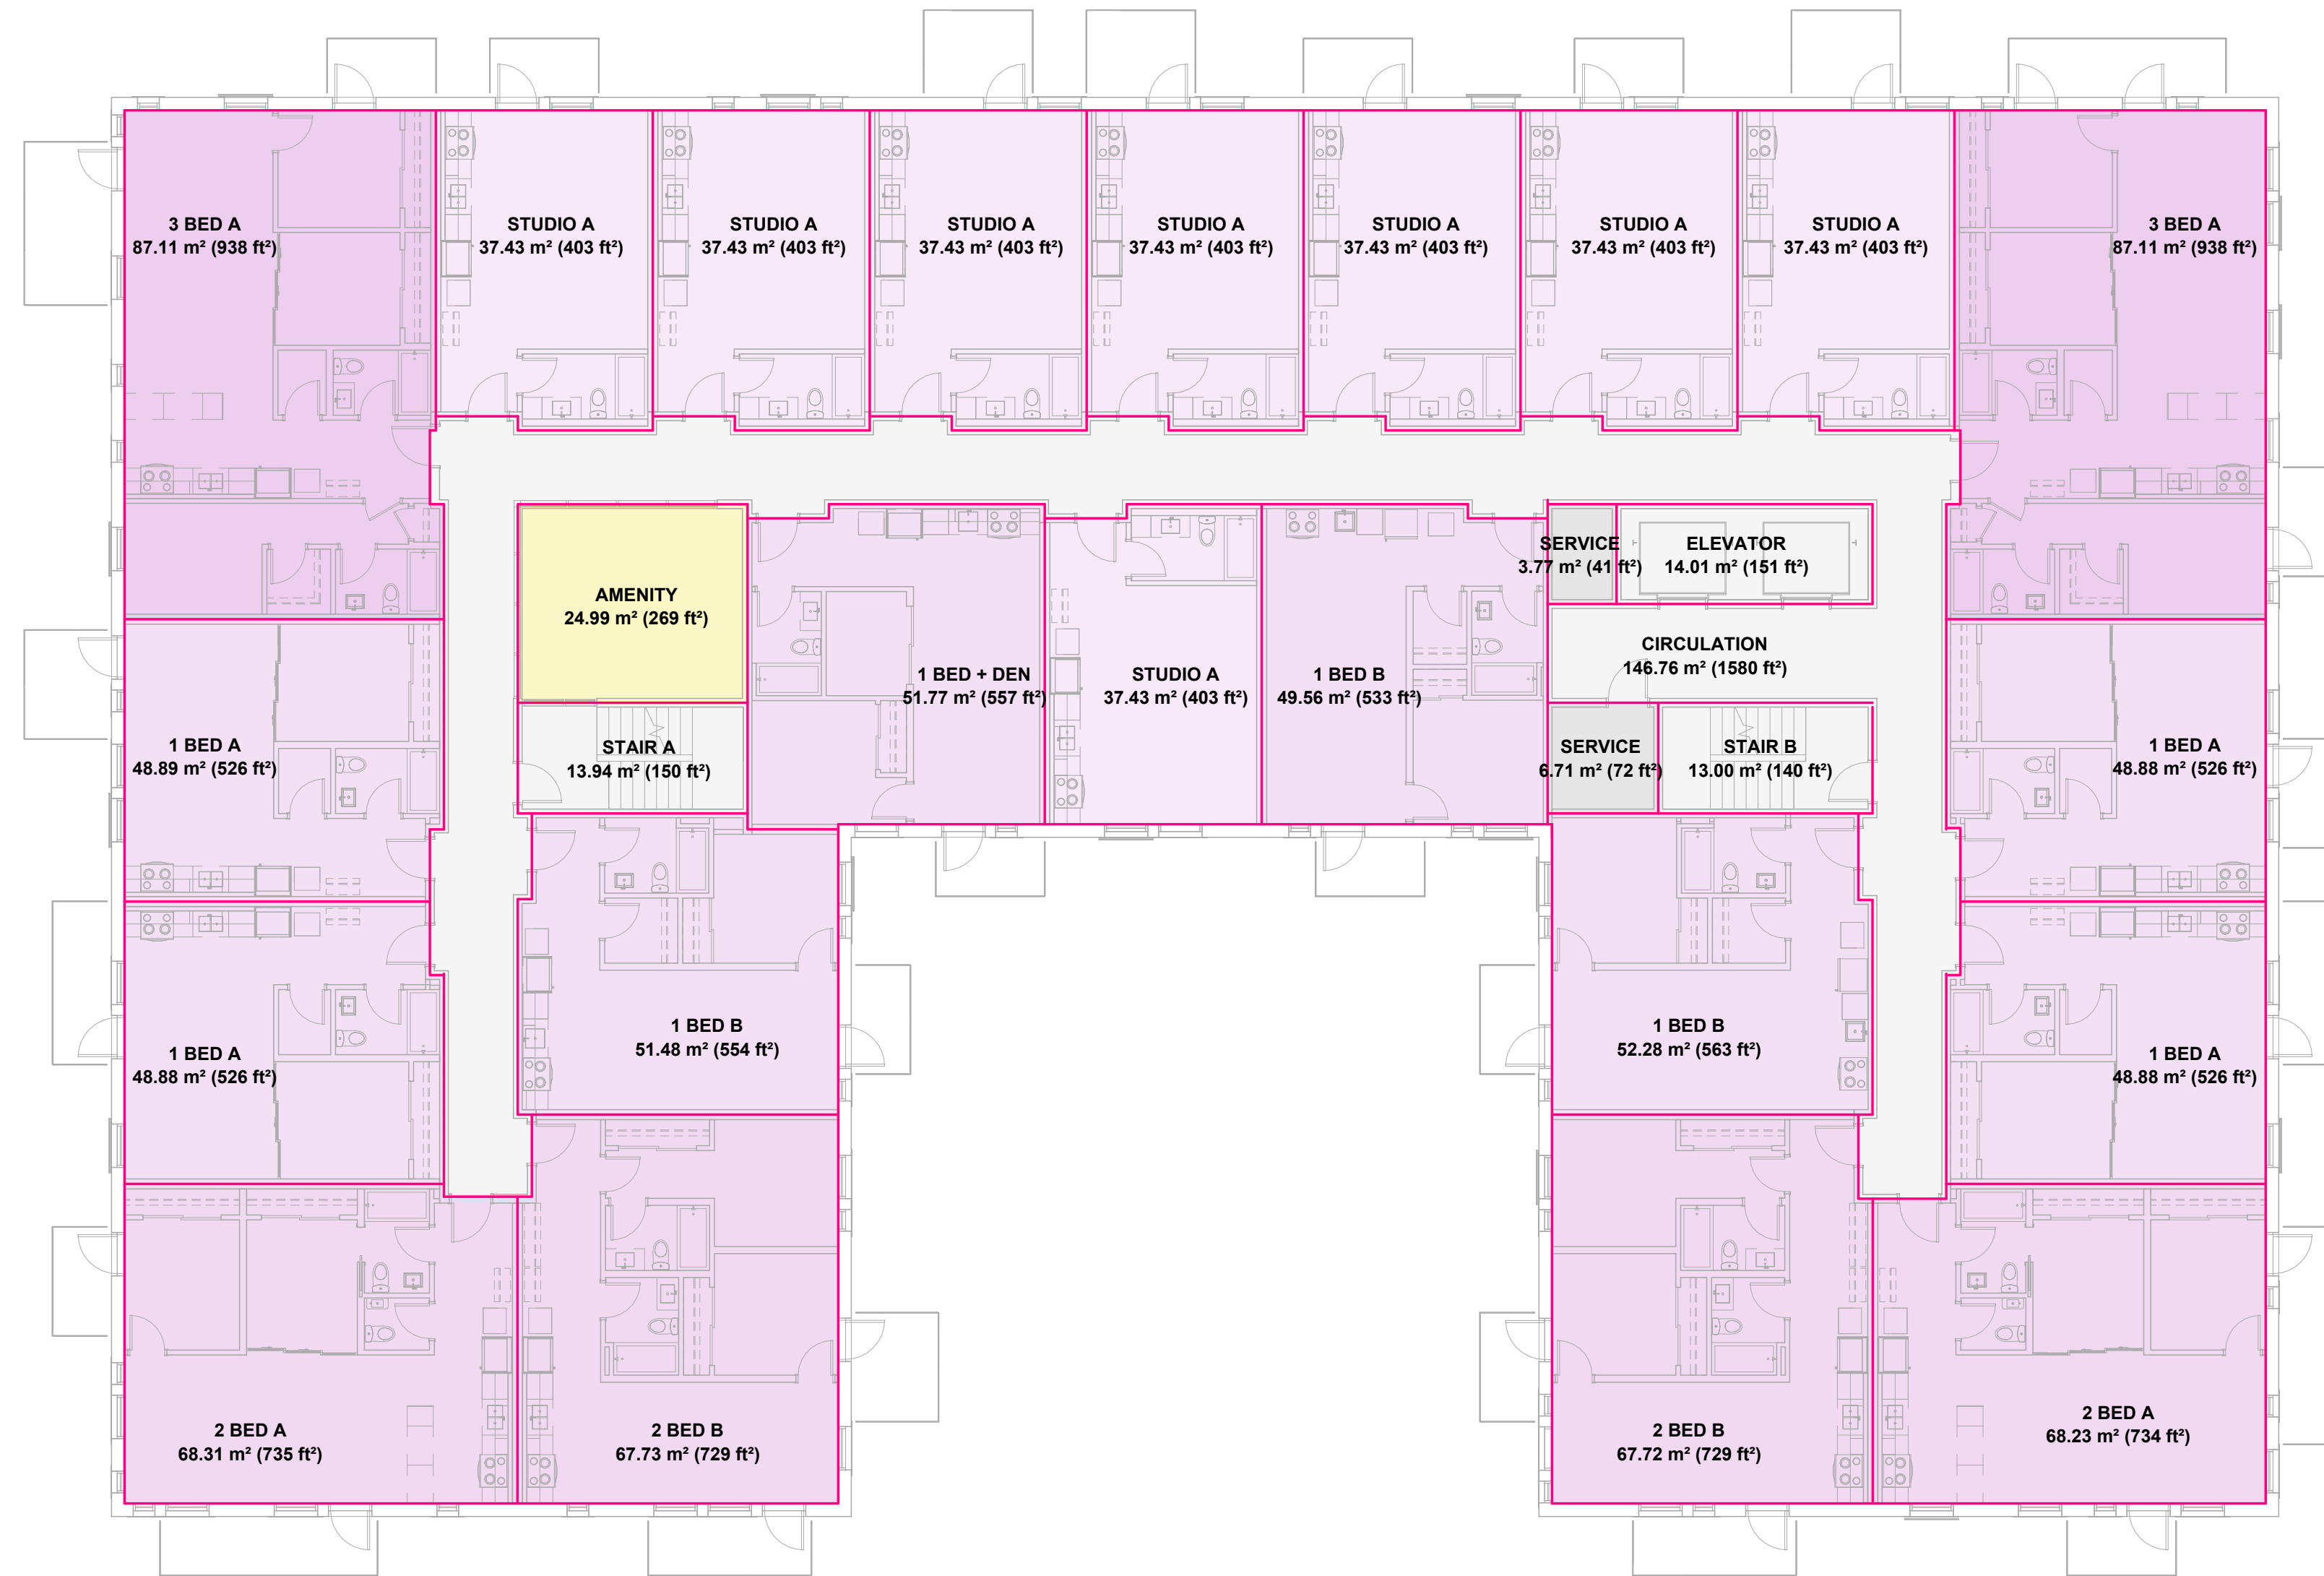 3 BED A
87.11 m² (938 ft²)
STUDIO A
37.43 m² (403 ft²)
STUDIO A
37.43 m² (403 ft²)
STUDIO A
37.43 m² (403 ft²)
STUDIO A
37.43 m² (403 ft²)
STUDIO A
37.43 m² (403 ft²)
STUDIO A
37.43 m² (403 ft²)
STUDIO A
37.43 m² (403 ft²)
3 BED A
87.11 m² (938 ft²)
AMENITY
24.99 m² (269 ft²)
SERVICE
3.77 m² (41 ft²)
ELEVATOR
14.01 m² (151 ft²)
1 BED + DEN
51.77 m² (557 ft²)
STUDIO A
37.43 m² (403 ft²)
1 BED B
49.56 m² (533 ft²)
CIRCULATION
146.76 m² (1580 ft²)
1 BED A
48.89 m² (526 ft²)
STAIR A
13.94 m² (150 ft²)
SERVICE
6.71 m² (72 ft²)
STAIR B
13.00 m² (140 ft²)
1 BED A
48.88 m² (526 ft²)
1 BED A
48.88 m² (526 ft²)
1 BED B
51.48 m² (554 ft²)
1 BED B
52.28 m² (563 ft²)
1 BED A
48.88 m² (526 ft²)
2 BED A
68.31 m² (735 ft²)
2 BED B
67.73 m² (729 ft²)
2 BED B
67.72 m² (729 ft²)
2 BED A
68.23 m² (734 ft²)